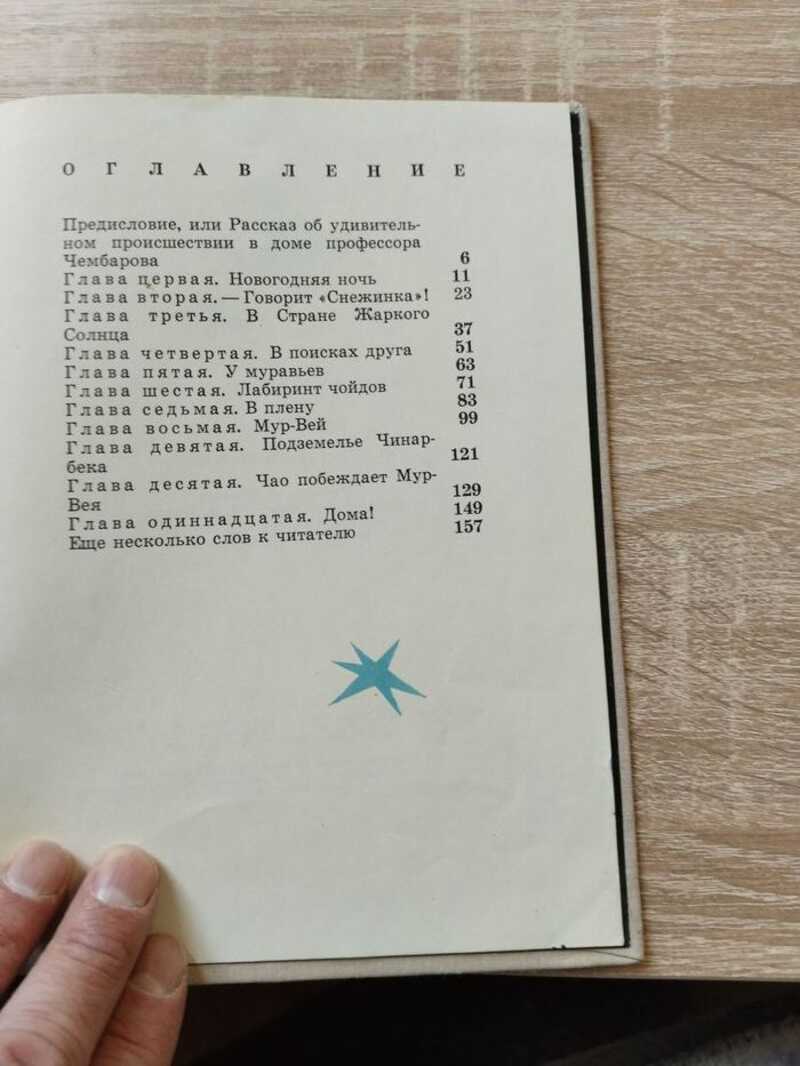 ОГЛАВЛЕНИЕ
Предисловие, или Рассказ об удивитель-
ном происшествии в доме профессора
Чембарова 6
Глава первая. Новогодняя ночь 11
Глава вторая. — Говорит «Снежинка»! 23
Глава третья. В Стране Жаркого
Солнца 37
Глава четвертая. В поисках друга 51
Глава пятая. У муравьев 63
Глава шестая. Лабиринт чойдов 71
Глава седьмая. В плену 83
Глава восьмая. Мур-Вей 99
Глава девятая. Подземелье Чинар-
бека 121
Глава десятая. Чао побеждает Мур-
Вея 129
Глава одиннадцатая. Дома! 149
Еще несколько слов к читателю 157